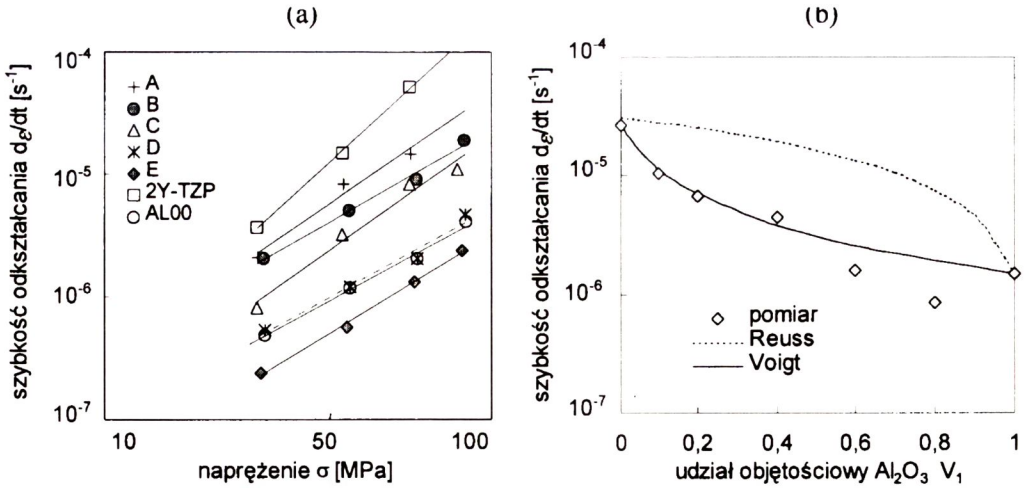 (a)
szybkość odkształcania dε/dt [s⁻¹]
10⁻⁴
10⁻⁵
10⁻⁶
10⁻⁷
A
B
C
D
E
2Y-TZP
AL00
10 50 100
naprężenie σ [MPa]
(b)
szybkość odkształcania dε/dt [s⁻¹]
10⁻⁴
10⁻⁵
10⁻⁶
10⁻⁷
pomiar
Reuss
Voigt
0 0,2 0,4 0,6 0,8 1
udział objętościowy Al₂O₃ V₁